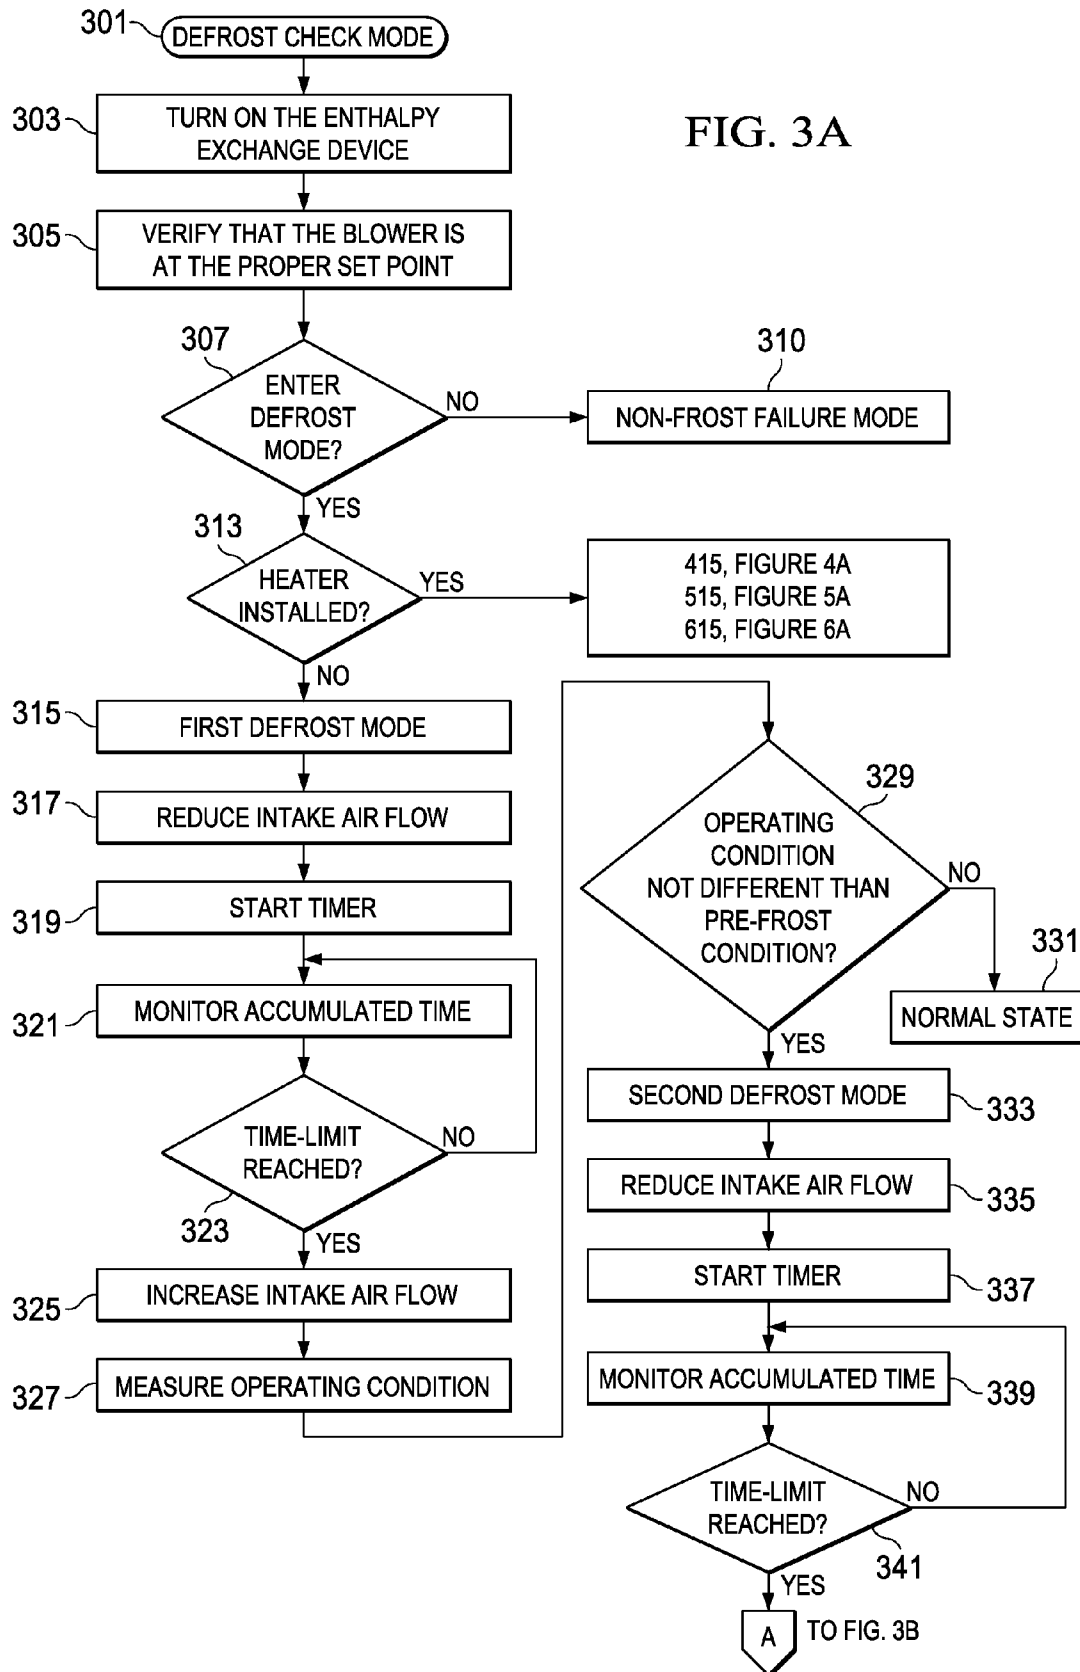 301
DEFROST CHECK MODE
303
TURN ON THE ENTHALPY
EXCHANGE DEVICE
FIG. 3A
305
VERIFY THAT THE BLOWER IS
AT THE PROPER SET POINT
307
ENTER
DEFROST
MODE?
NO
310
NON-FROST FAILURE MODE
YES
313
HEATER
INSTALLED?
YES
415, FIGURE 4A
515, FIGURE 5A
615, FIGURE 6A
NO
315
FIRST DEFROST MODE
317
REDUCE INTAKE AIR FLOW
319
START TIMER
321
MONITOR ACCUMULATED TIME
TIME-LIMIT
REACHED?
NO
323
YES
325
INCREASE INTAKE AIR FLOW
327
MEASURE OPERATING CONDITION
329
OPERATING
CONDITION
NOT DIFFERENT THAN
PRE-FROST
CONDITION?
NO
331
NORMAL STATE
YES
SECOND DEFROST MODE
333
REDUCE INTAKE AIR FLOW
335
START TIMER
337
MONITOR ACCUMULATED TIME
339
TIME-LIMIT
REACHED?
NO
341
YES
A
TO FIG. 3B